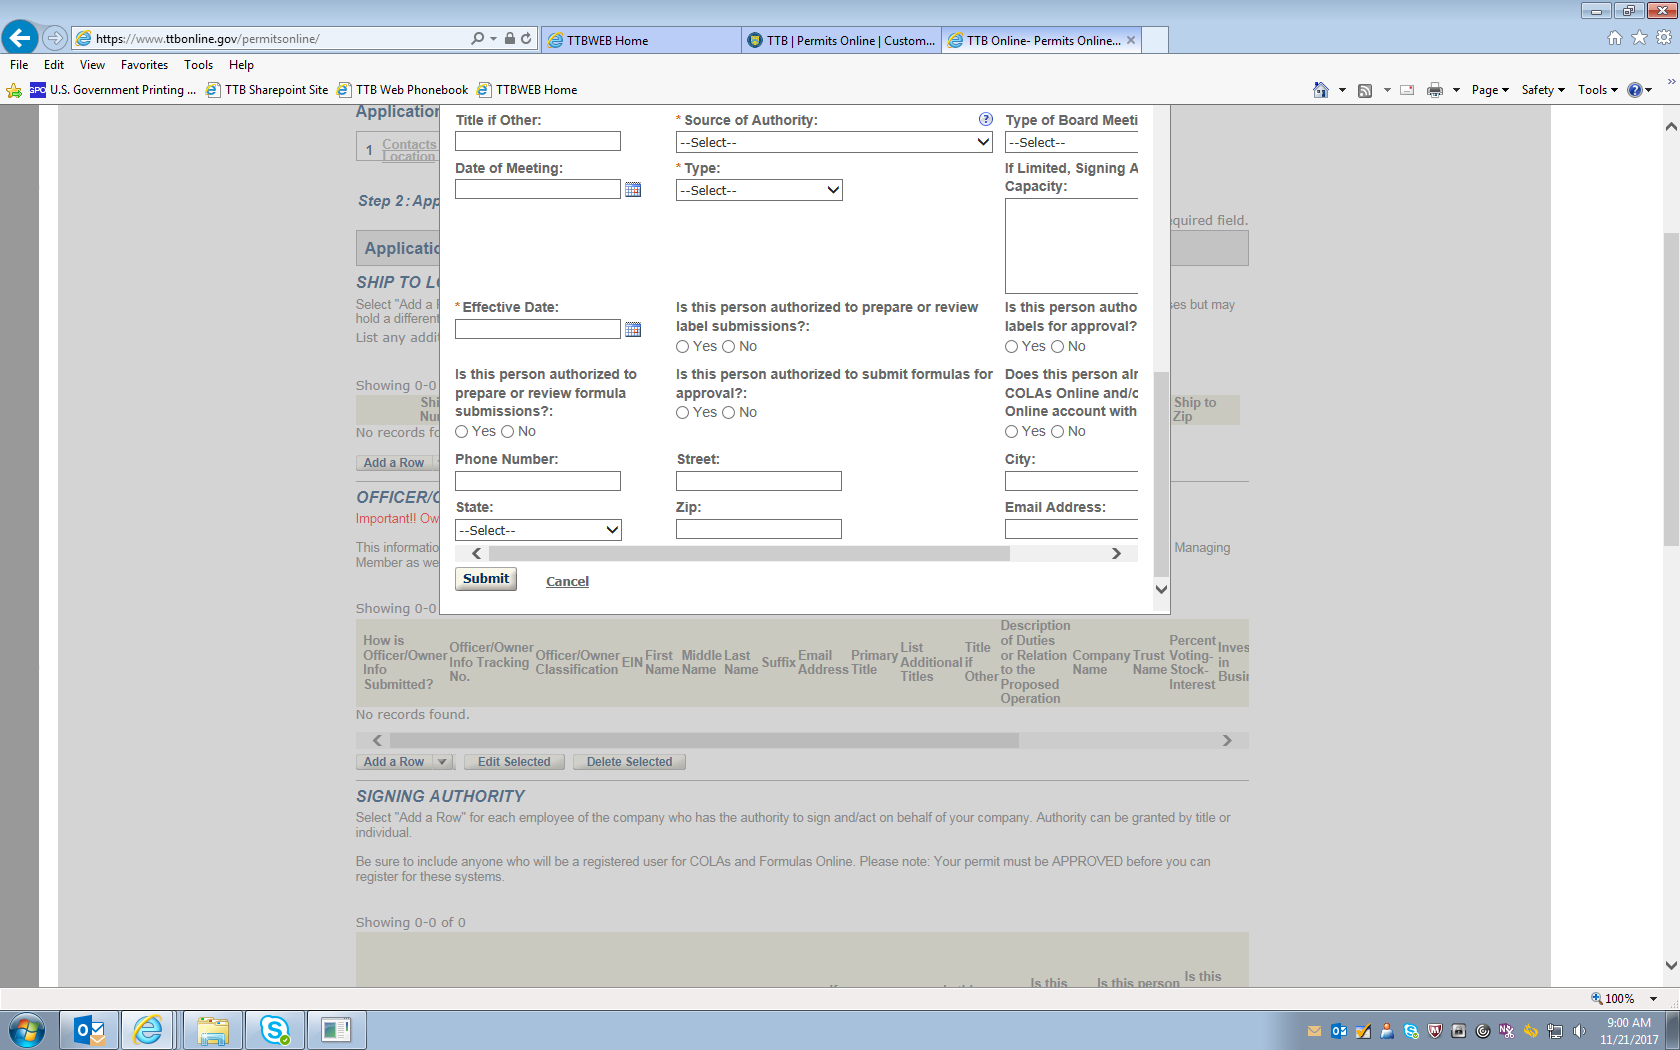 https://www.ttbonline.gov/permitsonline/
TTBWEB Home
TTB | Permits Online | Custom...
TTB Online- Permits Online...
File Edit View Favorites Tools Help
GPO U.S. Government Printing ... TTB Sharepoint Site TTB Web Phonebook TTBWEB Home
Page Safety Tools
Application
1 Contacts
Location
Step 2: App
quired field.
Applicatio
SHIP TO L
Select "Add a
es but may
hold a different
List any addi
Showing 0-0
Shi
Nu
Ship to
Zip
No records fo
Add a Row
OFFICER/
Important!! Ow
This informatio
Managing
Member as we
Showing 0-0
Title if Other:
* Source of Authority:
Type of Board Meeti
--Select--
--Select--
Date of Meeting:
* Type:
If Limited, Signing A
Capacity:
--Select--
* Effective Date:
Is this person authorized to prepare or review
label submissions?:
Yes No
Is this person autho
labels for approval?
Yes No
Is this person authorized to
prepare or review formula
submissions?:
Yes No
Is this person authorized to submit formulas for
approval?:
Yes No
Does this person alr
COLAs Online and/o
Online account with
Yes No
Phone Number:
Street:
City:
State:
Zip:
Email Address:
--Select--
Submit Cancel
How is
Officer/Owner
Info
Submitted?
Officer/Owner
Info Tracking
No.
Officer/Owner
Classification
EIN
First
Name
Middle
Name
Last
Name
Suffix
Email
Address
Primary
Title
List
Additional
Titles
Title
if
Other
Description
of Duties
or Relation
to the
Proposed
Operation
Company
Name
Trust
Name
Percent
Voting-
Stock-
Interest
Inves
in
Busi
No records found.
Add a Row Edit Selected Delete Selected
SIGNING AUTHORITY
Select "Add a Row" for each employee of the company who has the authority to sign and/act on behalf of your company. Authority can be granted by title or
individual.
Be sure to include anyone who will be a registered user for COLAs and Formulas Online. Please note: Your permit must be APPROVED before you can
register for these systems.
Showing 0-0 of 0
Is this
Is this person
Is this
100%
9:00 AM
11/21/2017